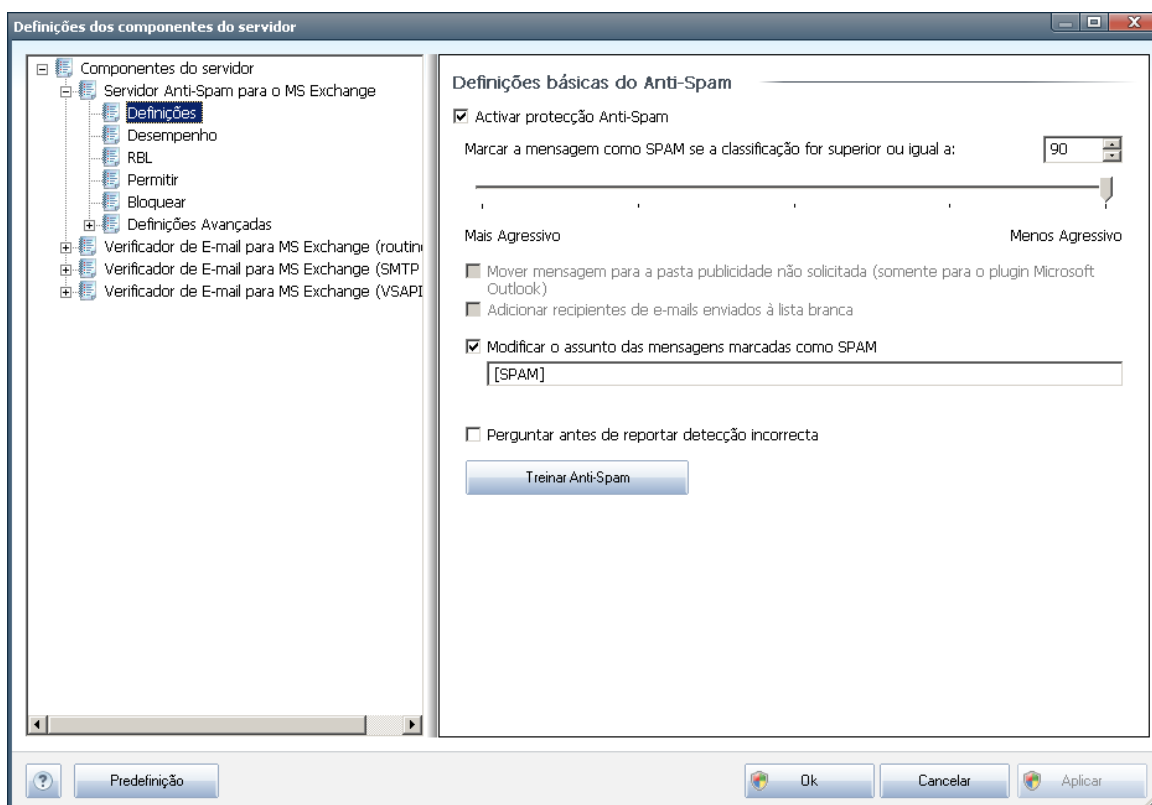 Definições dos componentes do servidor
Componentes do servidor
Servidor Anti-Spam para o MS Exchange
Definições
Desempenho
RBL
Permitir
Bloquear
Definições Avançadas
Verificador de E-mail para MS Exchange (routin
Verificador de E-mail para MS Exchange (SMTP
Verificador de E-mail para MS Exchange (VSAPI
Definições básicas do Anti-Spam
Activar protecção Anti-Spam
Marcar a mensagem como SPAM se a classificação for superior ou igual a:
90
Mais Agressivo
Menos Agressivo
Mover mensagem para a pasta publicidade não solicitada (somente para o plugin Microsoft
Outlook)
Adicionar recipientes de e-mails enviados à lista branca
Modificar o assunto das mensagens marcadas como SPAM
[SPAM]
Perguntar antes de reportar detecção incorrecta
Treinar Anti-Spam
?
Predefinição
Ok
Cancelar
Aplicar